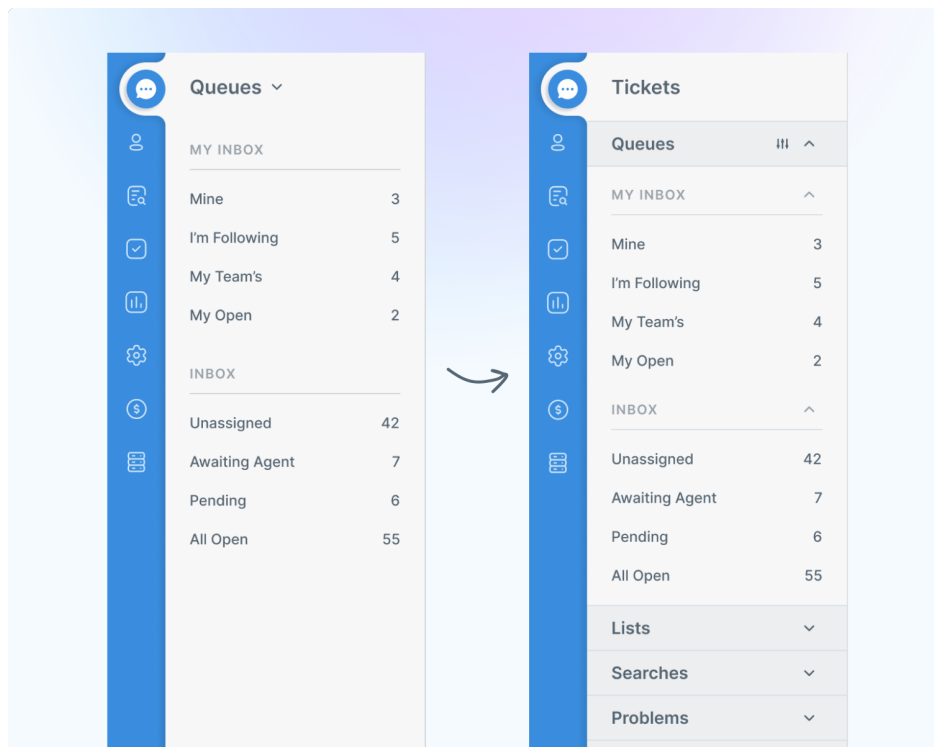 Queues
MY INBOX
Mine 3
I'm Following 5
My Team's 4
My Open 2
INBOX
Unassigned 42
Awaiting Agent 7
Pending 6
All Open 55
Tickets
Queues
MY INBOX
Mine 3
I'm Following 5
My Team's 4
My Open 2
INBOX
Unassigned 42
Awaiting Agent 7
Pending 6
All Open 55
Lists
Searches
Problems